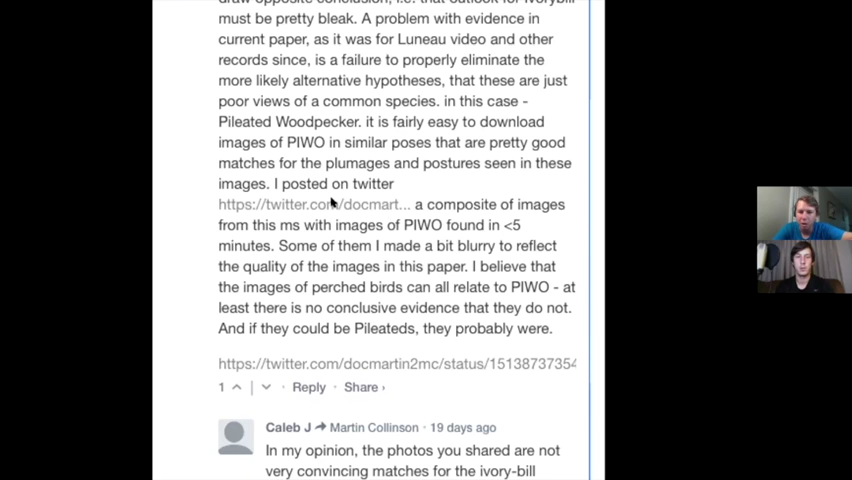 draw opposite conclusion, i.e. that outlook for ivorybill
must be pretty bleak. A problem with evidence in
current paper, as it was for Luneau video and other
records since, is a failure to properly eliminate the
more likely alternative hypotheses, that these are just
poor views of a common species. in this case -
Pileated Woodpecker. it is fairly easy to download
images of PIWO in similar poses that are pretty good
matches for the plumages and postures seen in these
images. I posted on twitter
https://twitter.com/docmart... a composite of images
from this ms with images of PIWO found in <5
minutes. Some of them I made a bit blurry to reflect
the quality of the images in this paper. I believe that
the images of perched birds can all relate to PIWO - at
least there is no conclusive evidence that they do not.
And if they could be Pileateds, they probably were.
https://twitter.com/docmartin2mc/status/15138737354
1 Reply Share ›
Caleb J Martin Collinson · 19 days ago
In my opinion, the photos you shared are not
very convincing matches for the ivory-bill